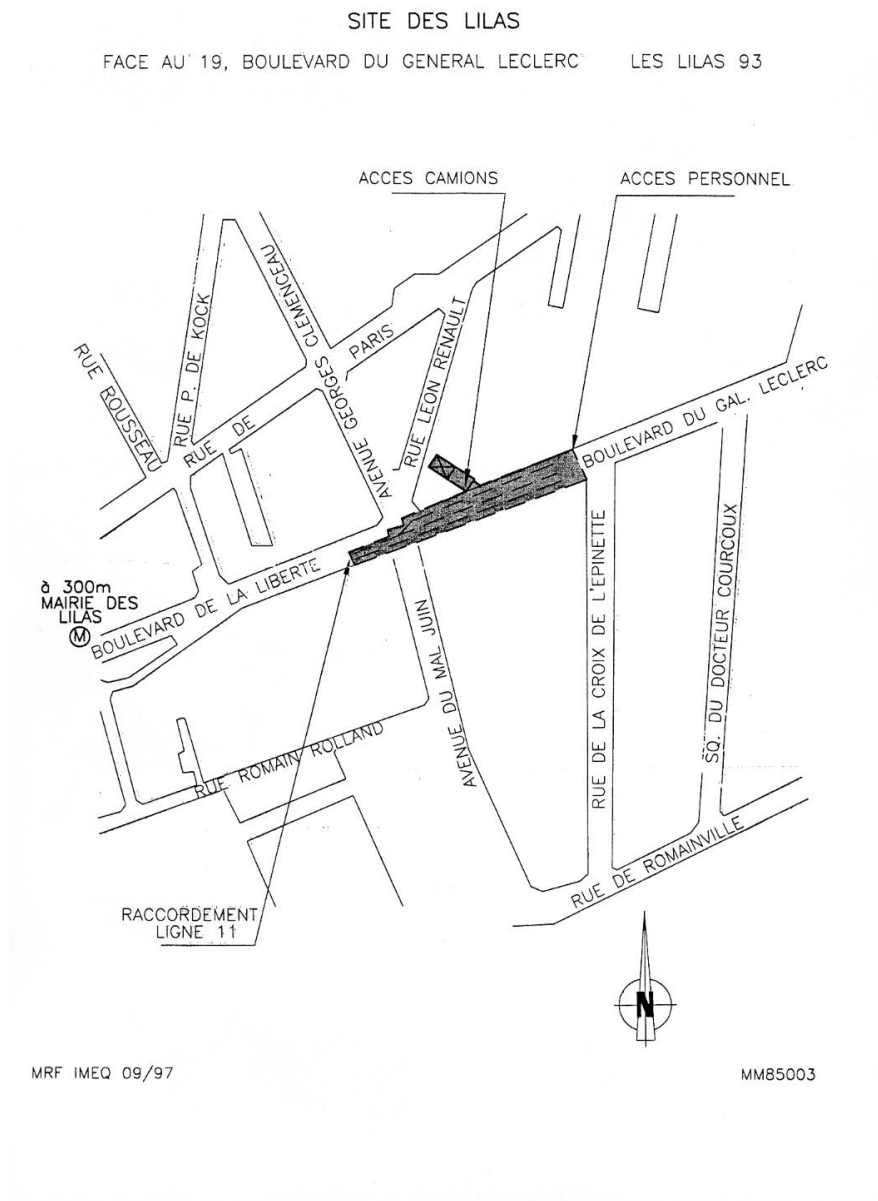 SITE DES LILAS
FACE AU 19, BOULEVARD DU GENERAL LECLERC LES LILAS 93
ACCES CAMIONS
ACCES PERSONNEL
RUE ROUSSEAU
RUE P. DE KOCK
AVENUE GEORGES CLEMENCEAU
RUE DE PARIS
RUE LEON RENAULT
BOULEVARD DU GAL. LECLERC
à 300m
MAIRIE DES
LILAS
M
BOULEVARD DE LA LIBERTE
AVENUE DU MAL JUIN
RUE DE LA CROIX DE L'EPINETTE
SQ. DU DOCTEUR COURCOUX
RUE ROMAIN ROLLAND
RUE DE ROMAINVILLE
RACCORDEMENT
LIGNE 11
N
MRF IMEQ 09/97
MM85003